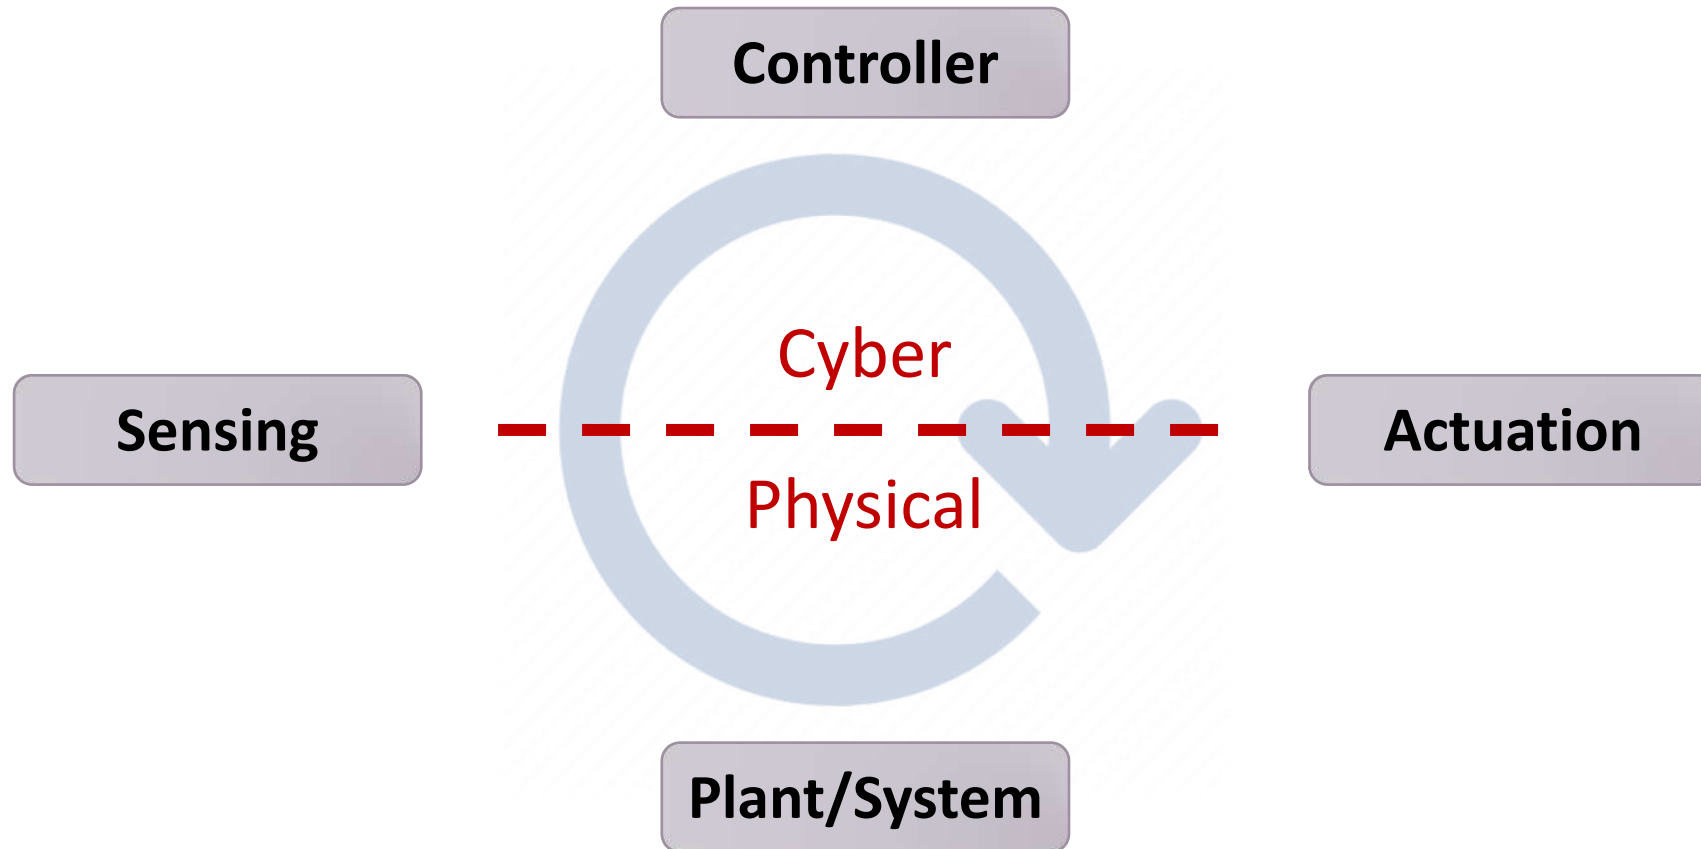 Controller
Cyber
Sensing
Actuation
Physical
Plant/System